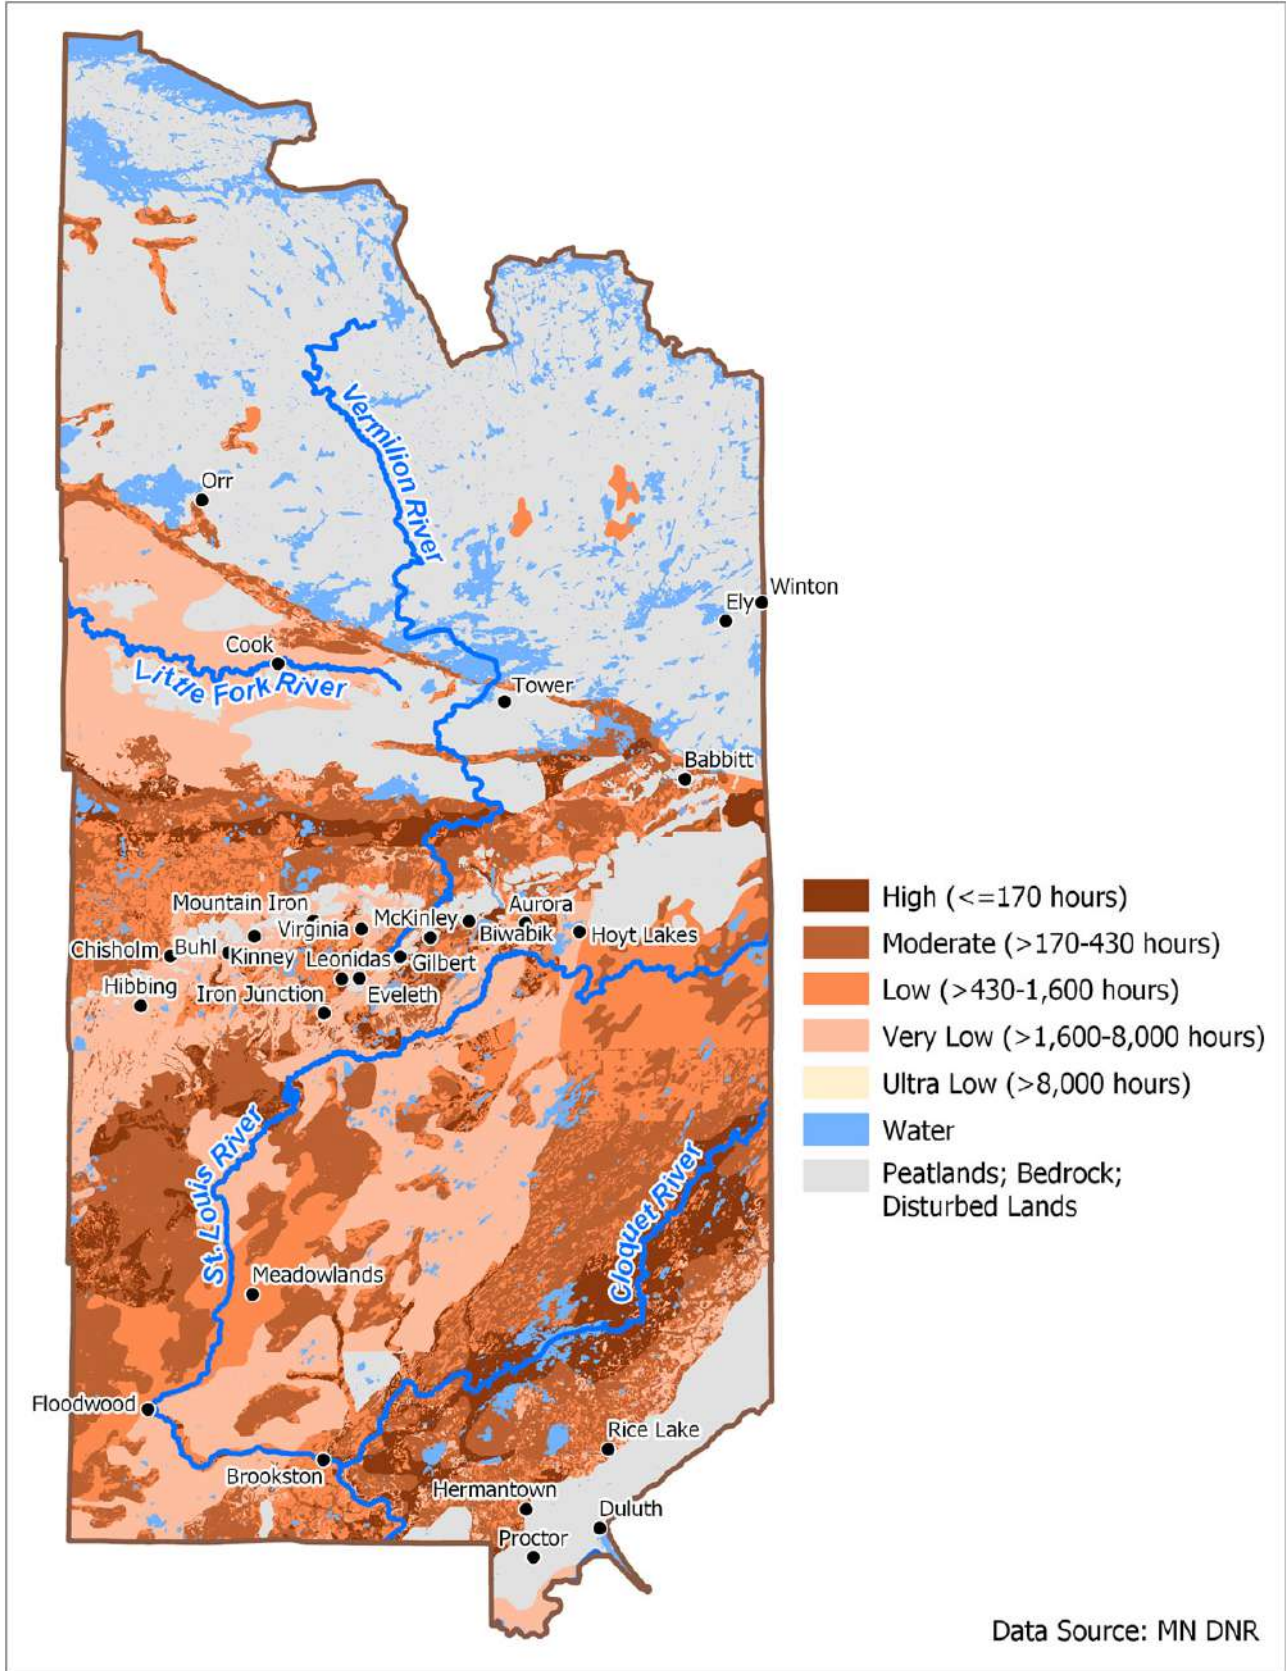 Vermilion River
Orr
Winton
Ely
Cook
Little Fork River
Tower
Babbitt
Mountain Iron
Virginia
McKinley
Aurora
Biwabik
Hoyt Lakes
Chisholm
Buhl
Kinney
Leonidas
Gilbert
Hibbing
Iron Junction
Eveleth
St. Louis River
Cloquet River
Meadowlands
Floodwood
Brookston
Rice Lake
Hermantown
Duluth
Proctor
High (<=170 hours)
Moderate (>170-430 hours)
Low (>430-1,600 hours)
Very Low (>1,600-8,000 hours)
Ultra Low (>8,000 hours)
Water
Peatlands; Bedrock;
Disturbed Lands
Data Source: MN DNR